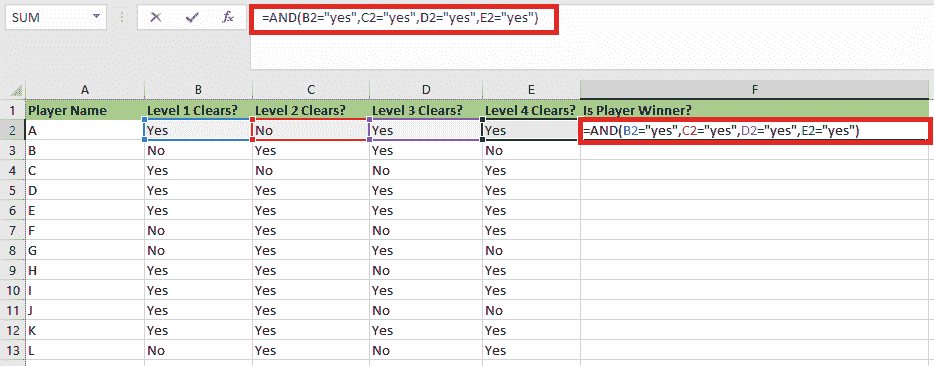 SUM fx =AND(B2="yes",C2="yes",D2="yes",E2="yes")
A B C D E F
1 Player Name Level 1 Clears? Level 2 Clears? Level 3 Clears? Level 4 Clears? Is Player Winner?
2 A Yes No Yes Yes =AND(B2="yes",C2="yes",D2="yes",E2="yes")
3 B No Yes Yes No
4 C Yes No No Yes
5 D Yes Yes Yes Yes
6 E Yes Yes Yes Yes
7 F No Yes No Yes
8 G No Yes Yes No
9 H Yes Yes No Yes
10 I Yes Yes Yes Yes
11 J Yes Yes No No
12 K Yes Yes Yes Yes
13 L No Yes No Yes